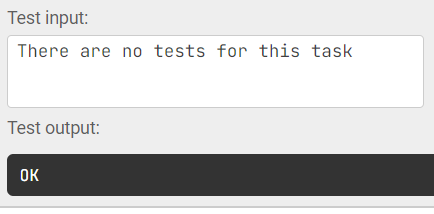 Test input:
There are no tests for this task
Test output:
OK